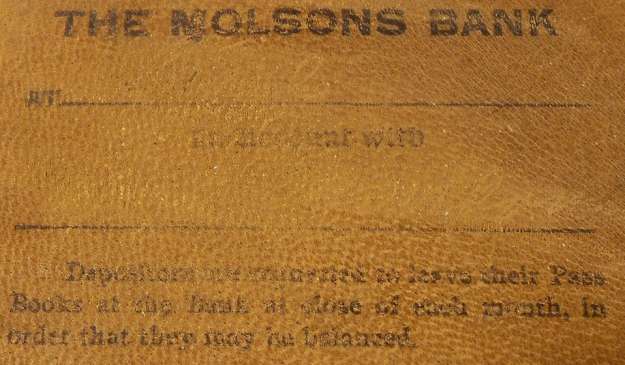 THE MOLSONS BANK
AT
In Account with
Depositors are requested to leave their Pass
Books at the Bank at close of each month, in
order that they may be balanced.